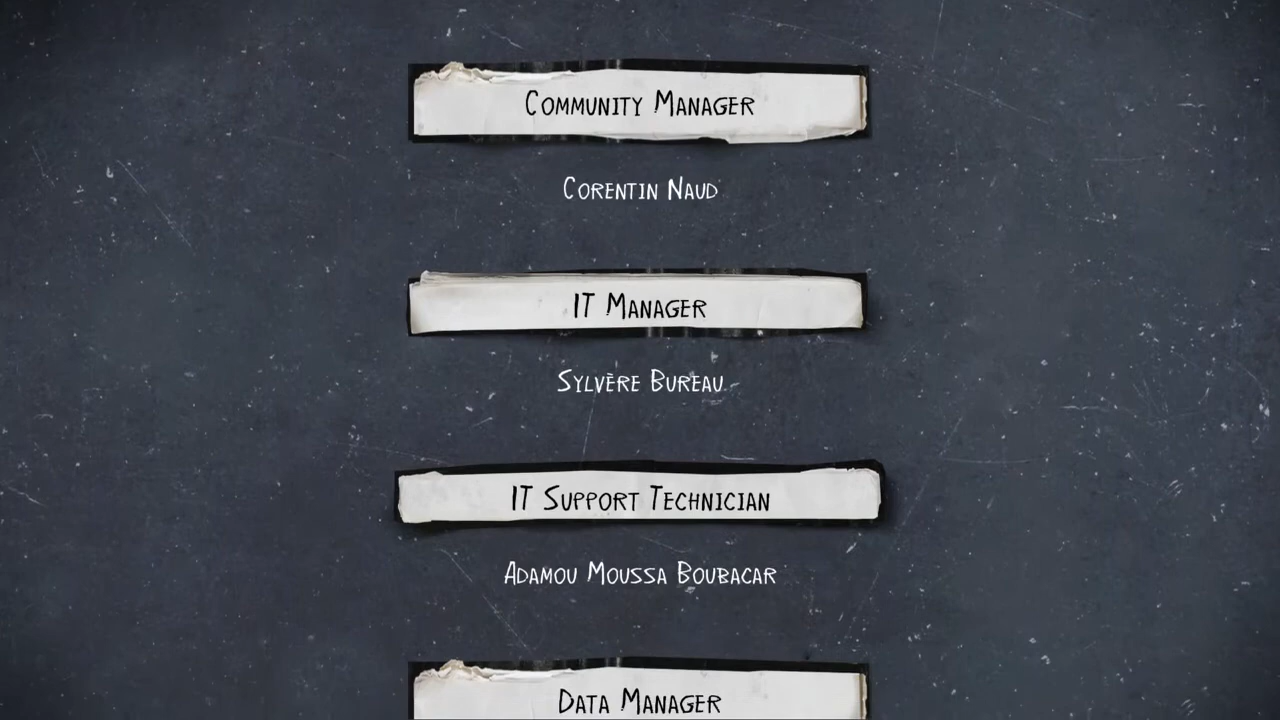 Community Manager
Corentin Naud
IT Manager
Sylvère Bureau
IT Support Technician
Adamou Moussa Boubacar
Data Manager